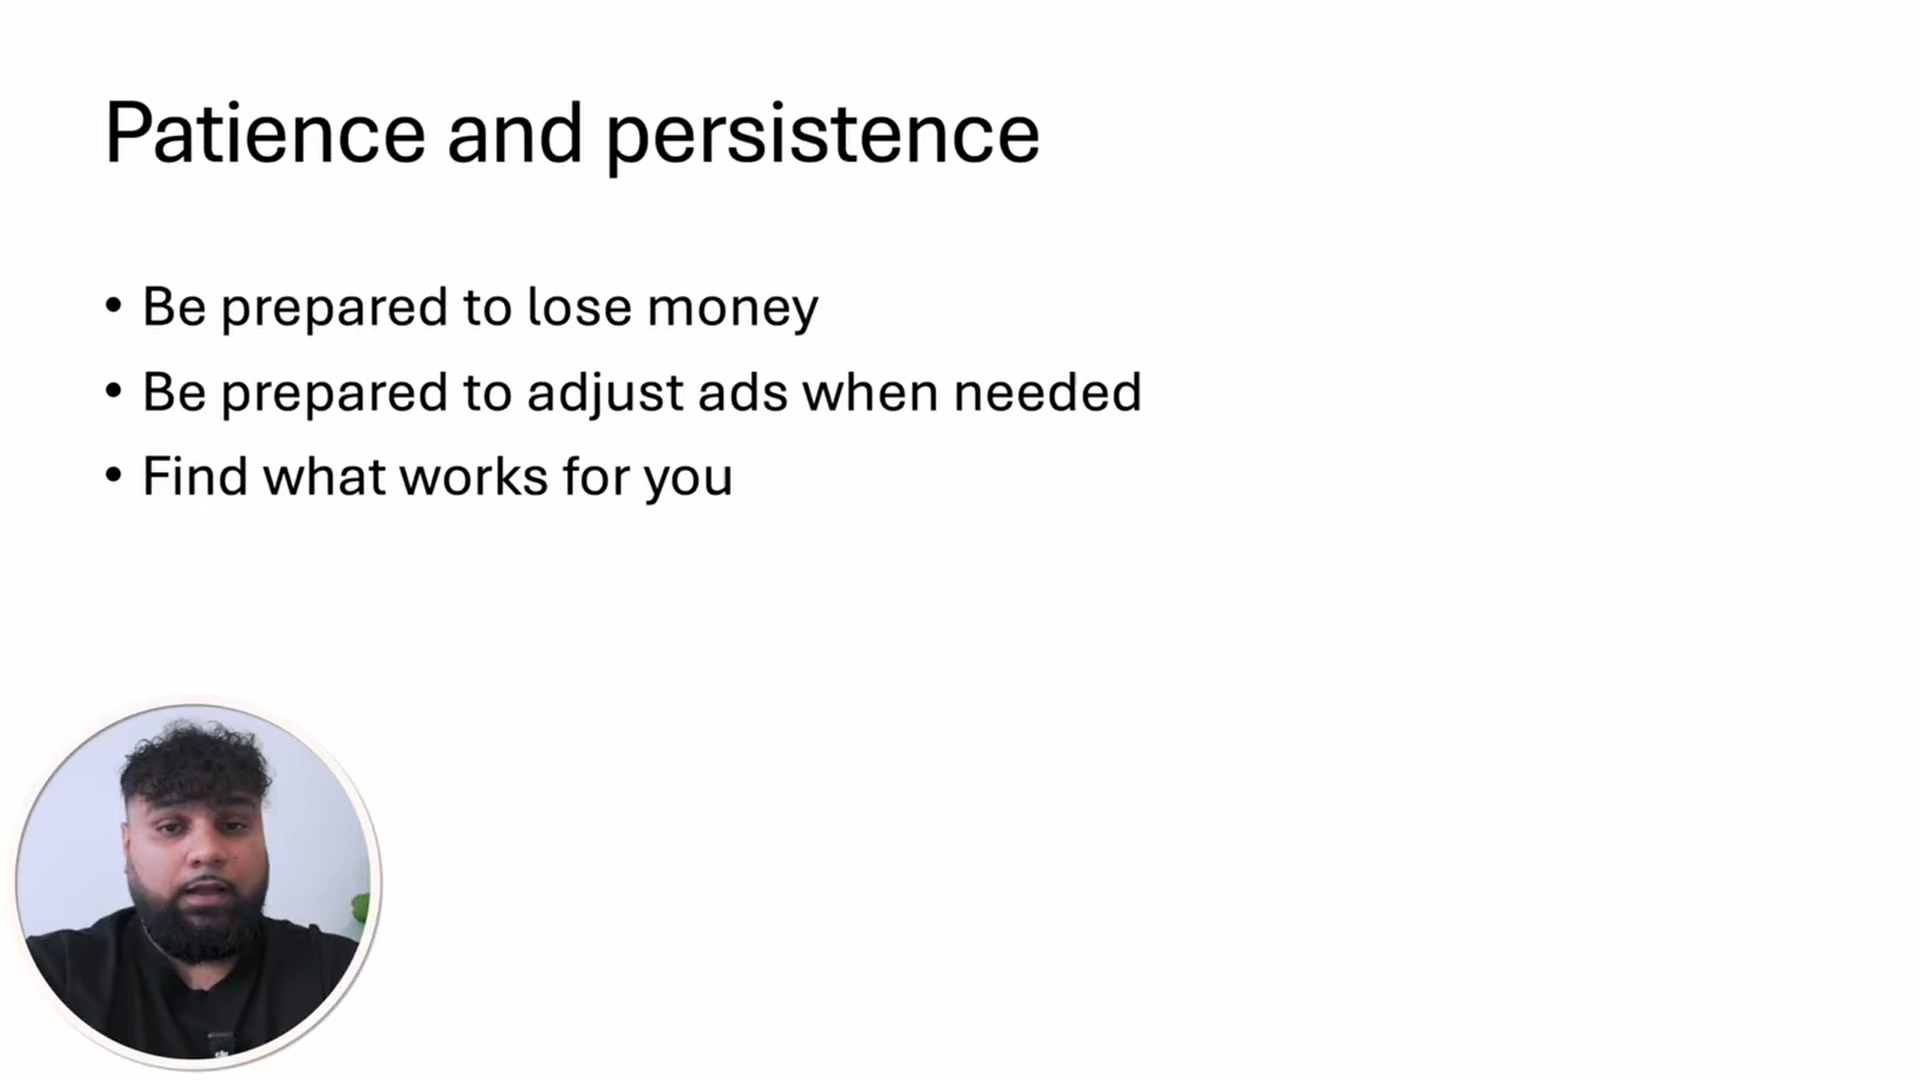 Patience and persistence
• Be prepared to lose money
• Be prepared to adjust ads when needed
• Find what works for you